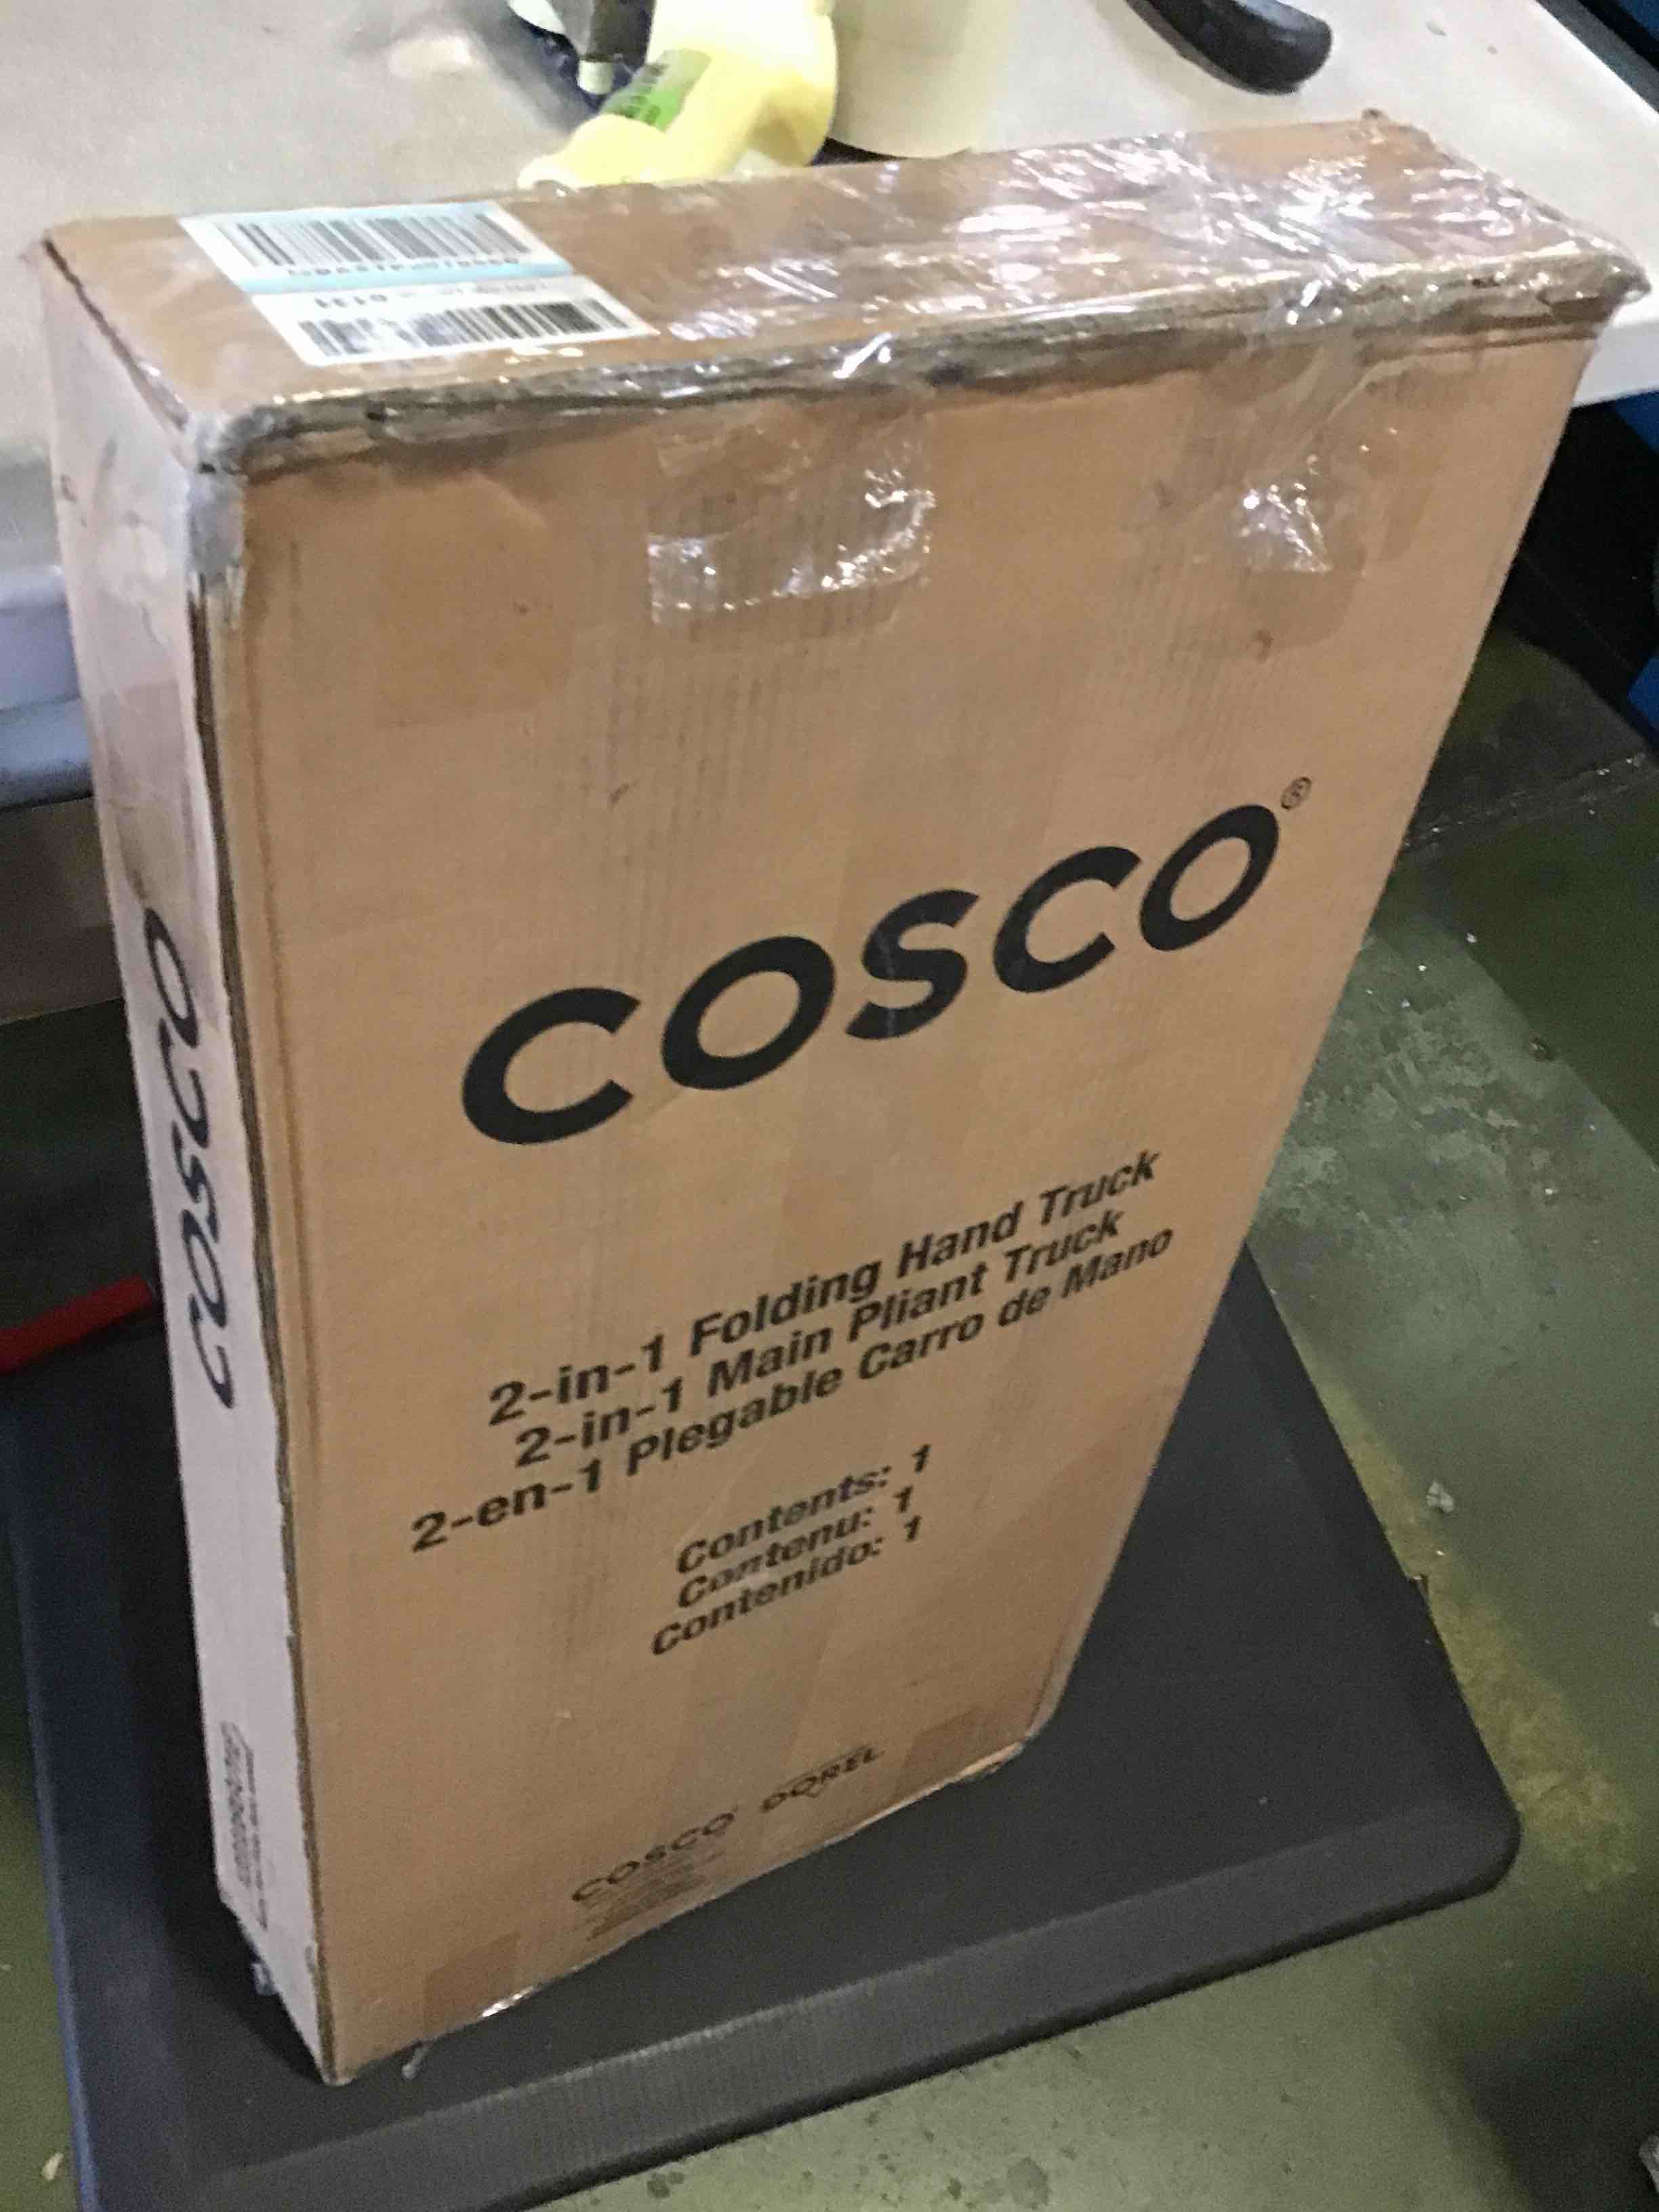 COSCO®
2-in-1 Folding Hand Truck
2-in-1 Main Pliant Truck
2-en-1 Plegable Carro de Mano
Contents: 1
Contenu: 1
Contenido: 1
COSCO DOREL
COSCO